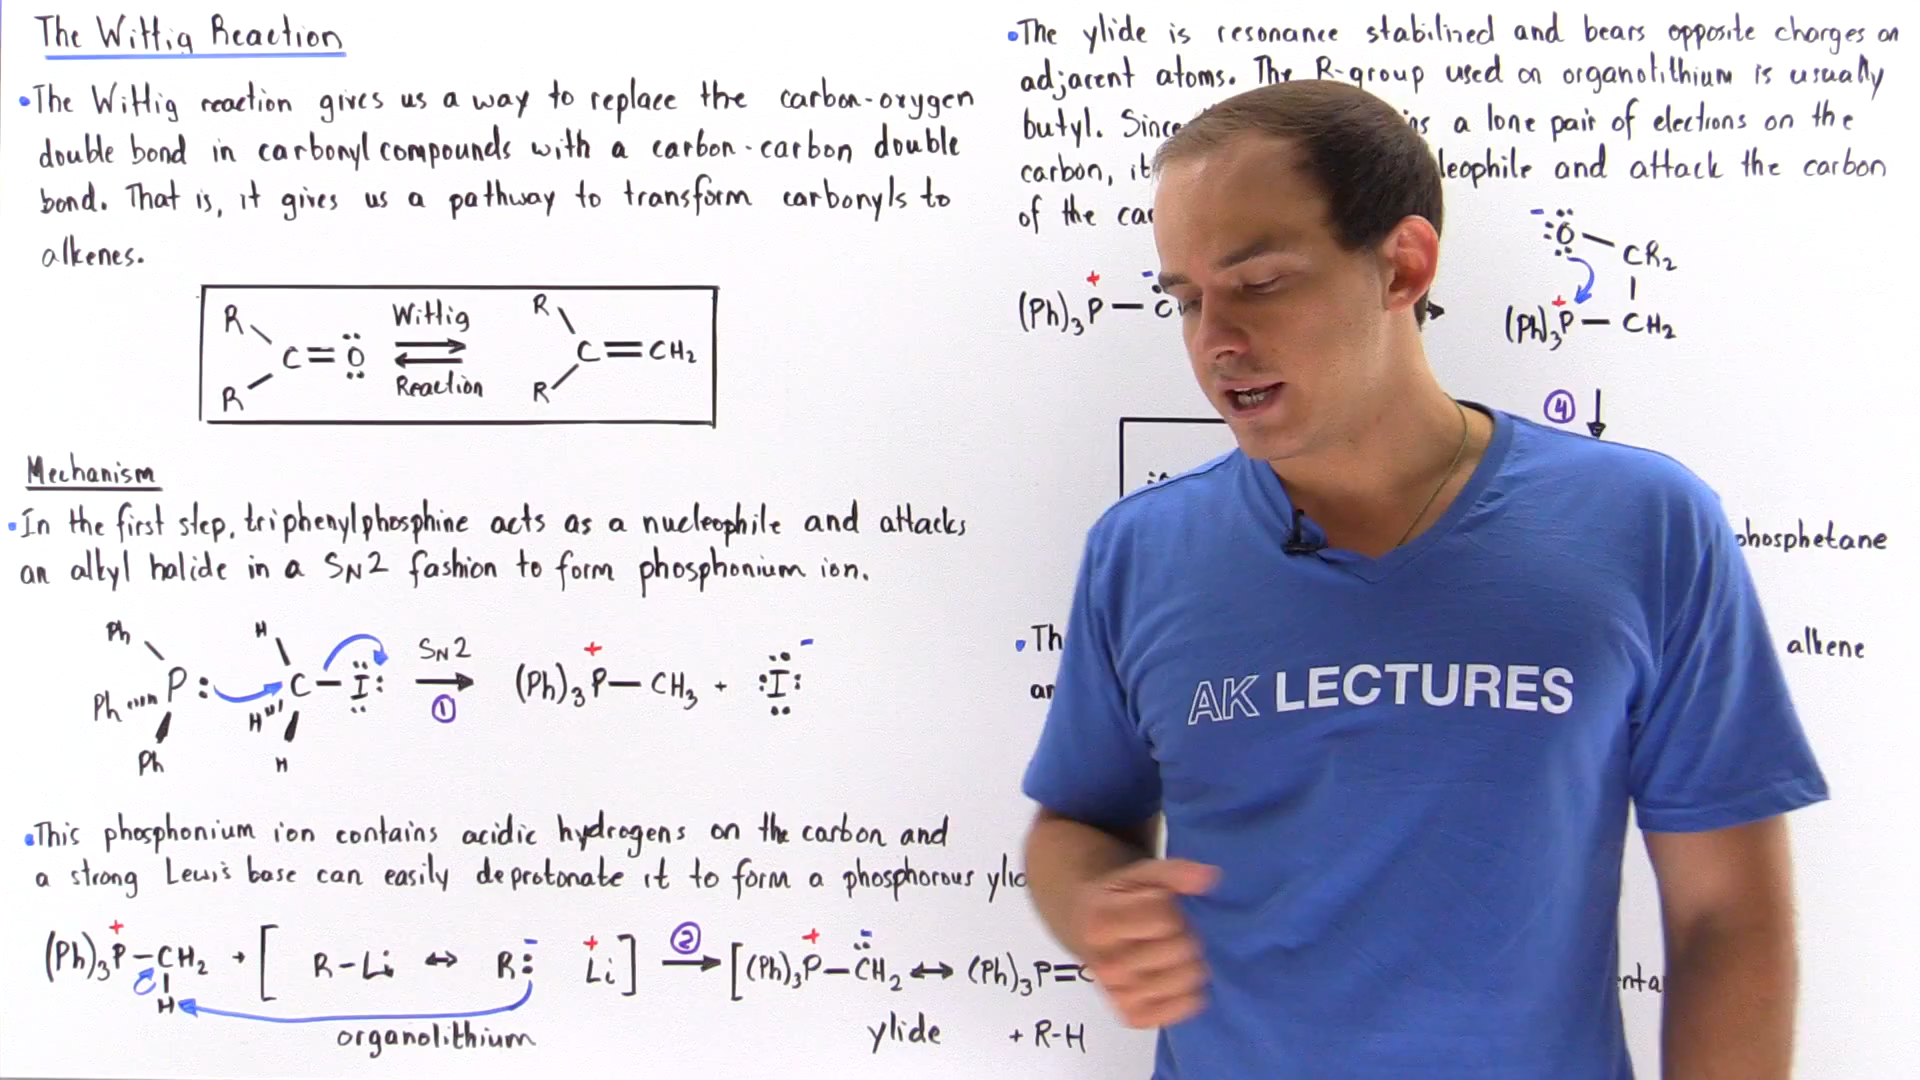 The Wittig Reaction
•The Wittig reaction gives us a way to replace the carbon-oxygen
double bond in carbonyl compounds with a carbon-carbon double
bond. That is, it gives us a pathway to transform carbonyls to
alkenes.
R
R
C=O
Wittig
Reaction
R
R
C=CH₂
Mechanism
•In the first step, triphenylphosphine acts as a nucleophile and attacks
an alkyl halide in a SN2 fashion to form phosphonium ion.
Ph
Ph
Ph
P:
H
H
H
C-I:
SN2
①
(Ph)₃P⁺-CH₃ + :I:⁻
•This phosphonium ion contains acidic hydrogens on the carbon and
a strong Lewis base can easily deprotonate it to form a phosphorous
(Ph)₃P⁺-CH₂ + [R-Li ↔ R:⁻ Li⁺] ② → [(Ph)₃P⁺-C̈H₂⁻ ↔ (Ph)₃P=
H
organolithium
ylide + R-H
•The ylide is resonance stabilized and bears opposite charges on
adjacent atoms. The R-group used on organolithium is usually
butyl. Since a lone pair of electrons on the
carbon, and attack the carbon
of the
(Ph)₃P⁺-C
⁻:O-CR₂
(Ph)₃P⁺-CH₂
④ ↓
phosphetane
alkene
AK LECTURES